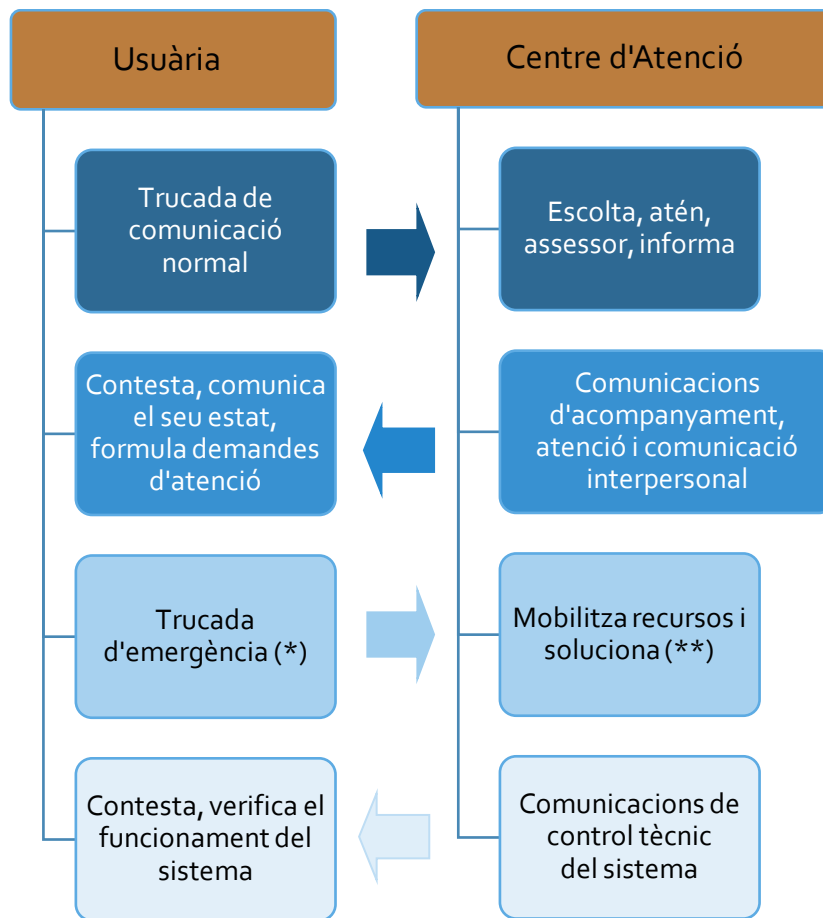 Usuària
Centre d'Atenció
Trucada de
comunicació
normal
Escolta, atén,
assessor, informa
Contesta, comunica
el seu estat,
formula demandes
d'atenció
Comunicacions
d'acompanyament,
atenció i comunicació
interpersonal
Trucada
d'emergència (*)
Mobilitza recursos i
soluciona (**)
Contesta, verifica el
funcionament del
sistema
Comunicacions de
control tècnic
del sistema